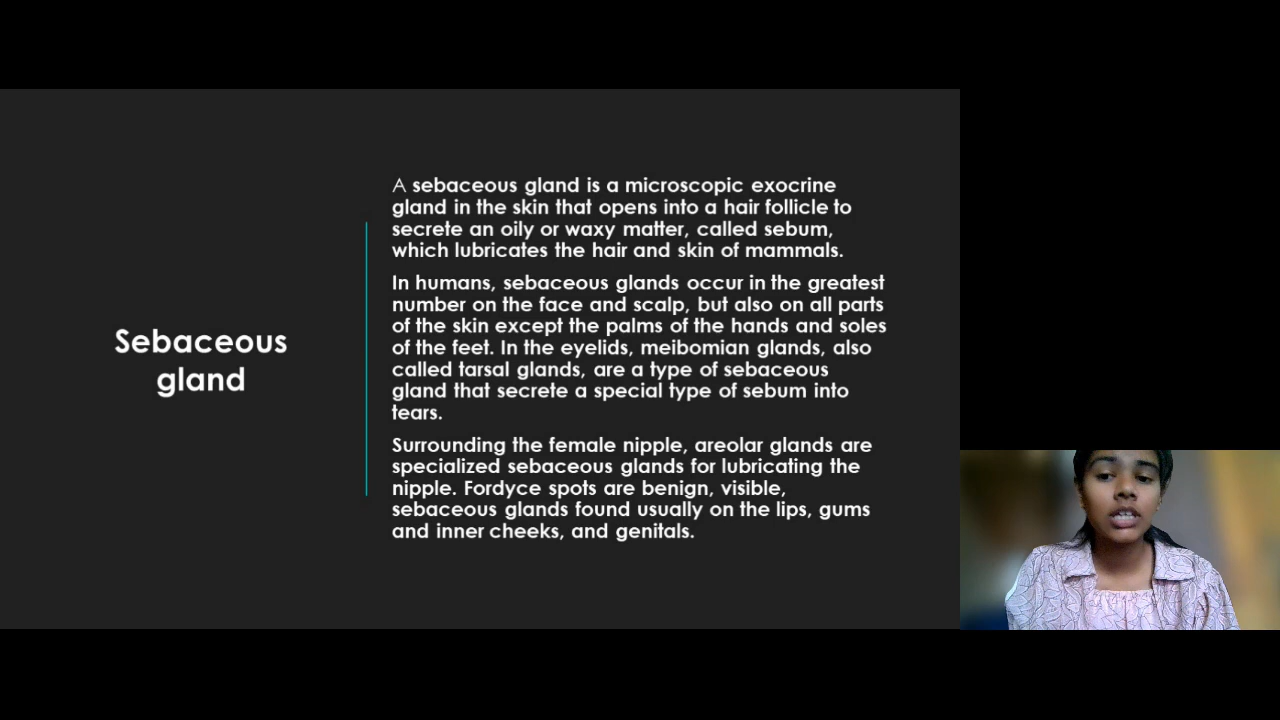 Sebaceous
gland
A sebaceous gland is a microscopic exocrine
gland in the skin that opens into a hair follicle to
secrete an oily or waxy matter, called sebum,
which lubricates the hair and skin of mammals.
In humans, sebaceous glands occur in the greatest
number on the face and scalp, but also on all parts
of the skin except the palms of the hands and soles
of the feet. In the eyelids, meibomian glands, also
called tarsal glands, are a type of sebaceous
gland that secrete a special type of sebum into
tears.
Surrounding the female nipple, areolar glands are
specialized sebaceous glands for lubricating the
nipple. Fordyce spots are benign, visible,
sebaceous glands found usually on the lips, gums
and inner cheeks, and genitals.